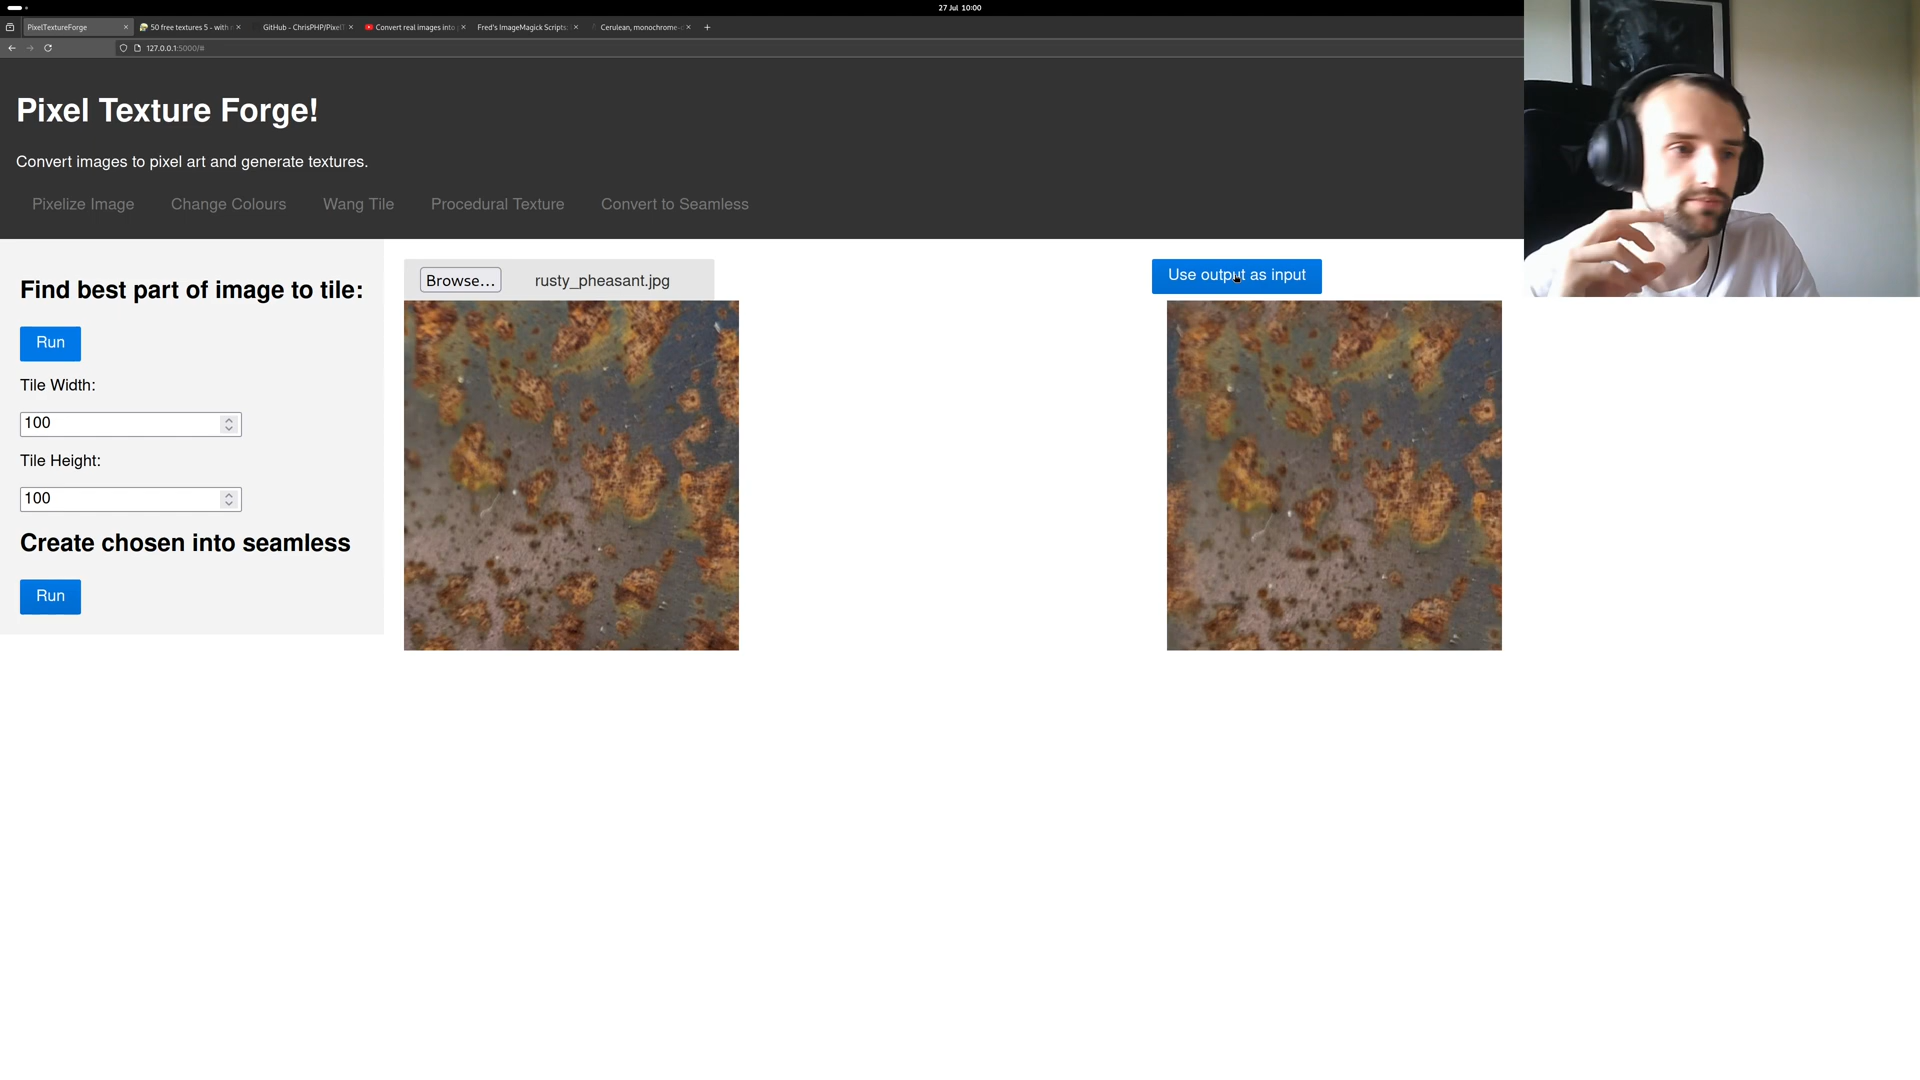 27 Jul 10:00
PixelTextureForge
50 free textures 5 - with
GitHub - ChrisPHP/PixelT
Convert real images into
Fred's ImageMagick Scripts:
Cerulean, monochrome-
127.0.0.1:5000/#
Pixel Texture Forge!
Convert images to pixel art and generate textures.
Pixelize Image Change Colours Wang Tile Procedural Texture Convert to Seamless
Find best part of image to tile:
Run
Tile Width:
100
Tile Height:
100
Create chosen into seamless
Run
Browse... rusty_pheasant.jpg
Use output as input